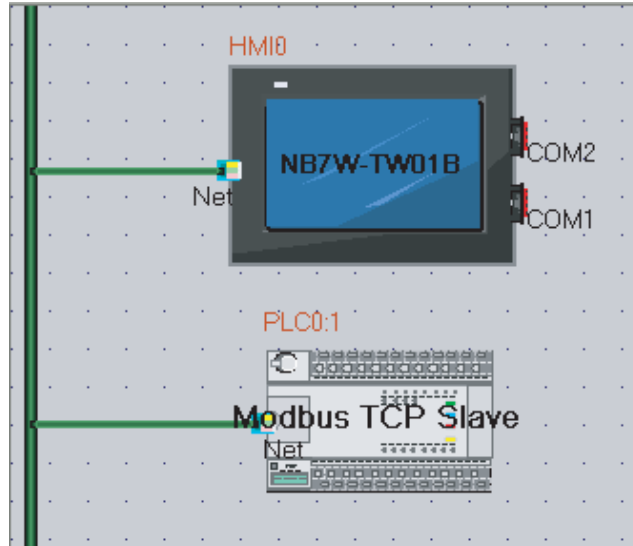 HMI0
NB7W-TW01B
COM2
Net
COM1
PLC0:1
Modbus TCP Slave
Net